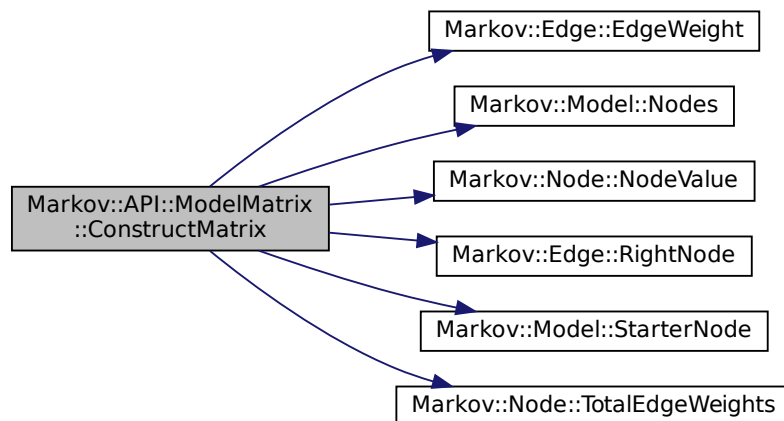 Markov::API::ModelMatrix
::ConstructMatrix
Markov::Edge::EdgeWeight
Markov::Model::Nodes
Markov::Node::NodeValue
Markov::Edge::RightNode
Markov::Model::StarterNode
Markov::Node::TotalEdgeWeights